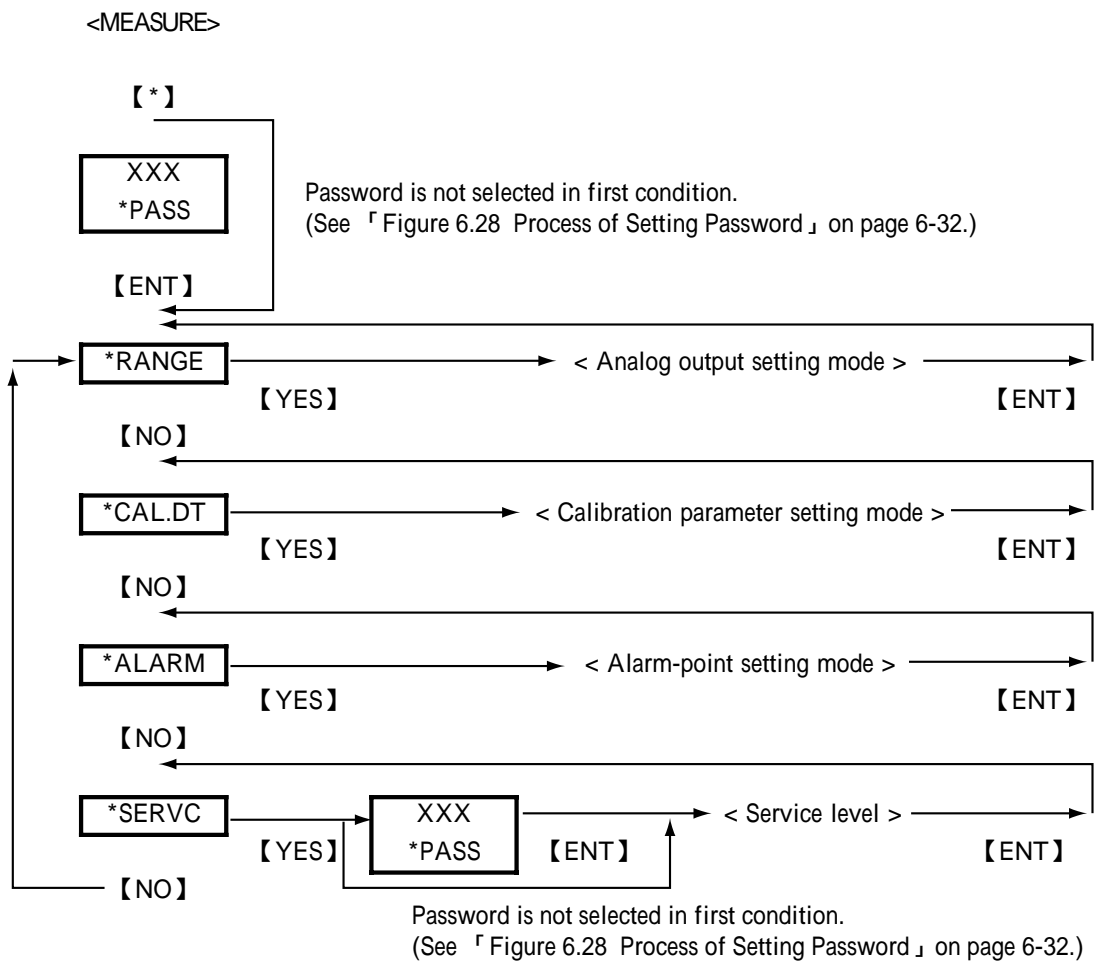 <MEASURE>
【*】
XXX
*PASS
Password is not selected in first condition.
(See 「Figure 6.28 Process of Setting Password」 on page 6-32.)
【ENT】
*RANGE
< Analog output setting mode >
【YES】
【ENT】
【NO】
*CAL.DT
< Calibration parameter setting mode >
【YES】
【ENT】
【NO】
*ALARM
< Alarm-point setting mode >
【YES】
【ENT】
【NO】
*SERVC
XXX
*PASS
< Service level >
【YES】
【ENT】
【ENT】
【NO】
Password is not selected in first condition.
(See 「Figure 6.28 Process of Setting Password」 on page 6-32.)